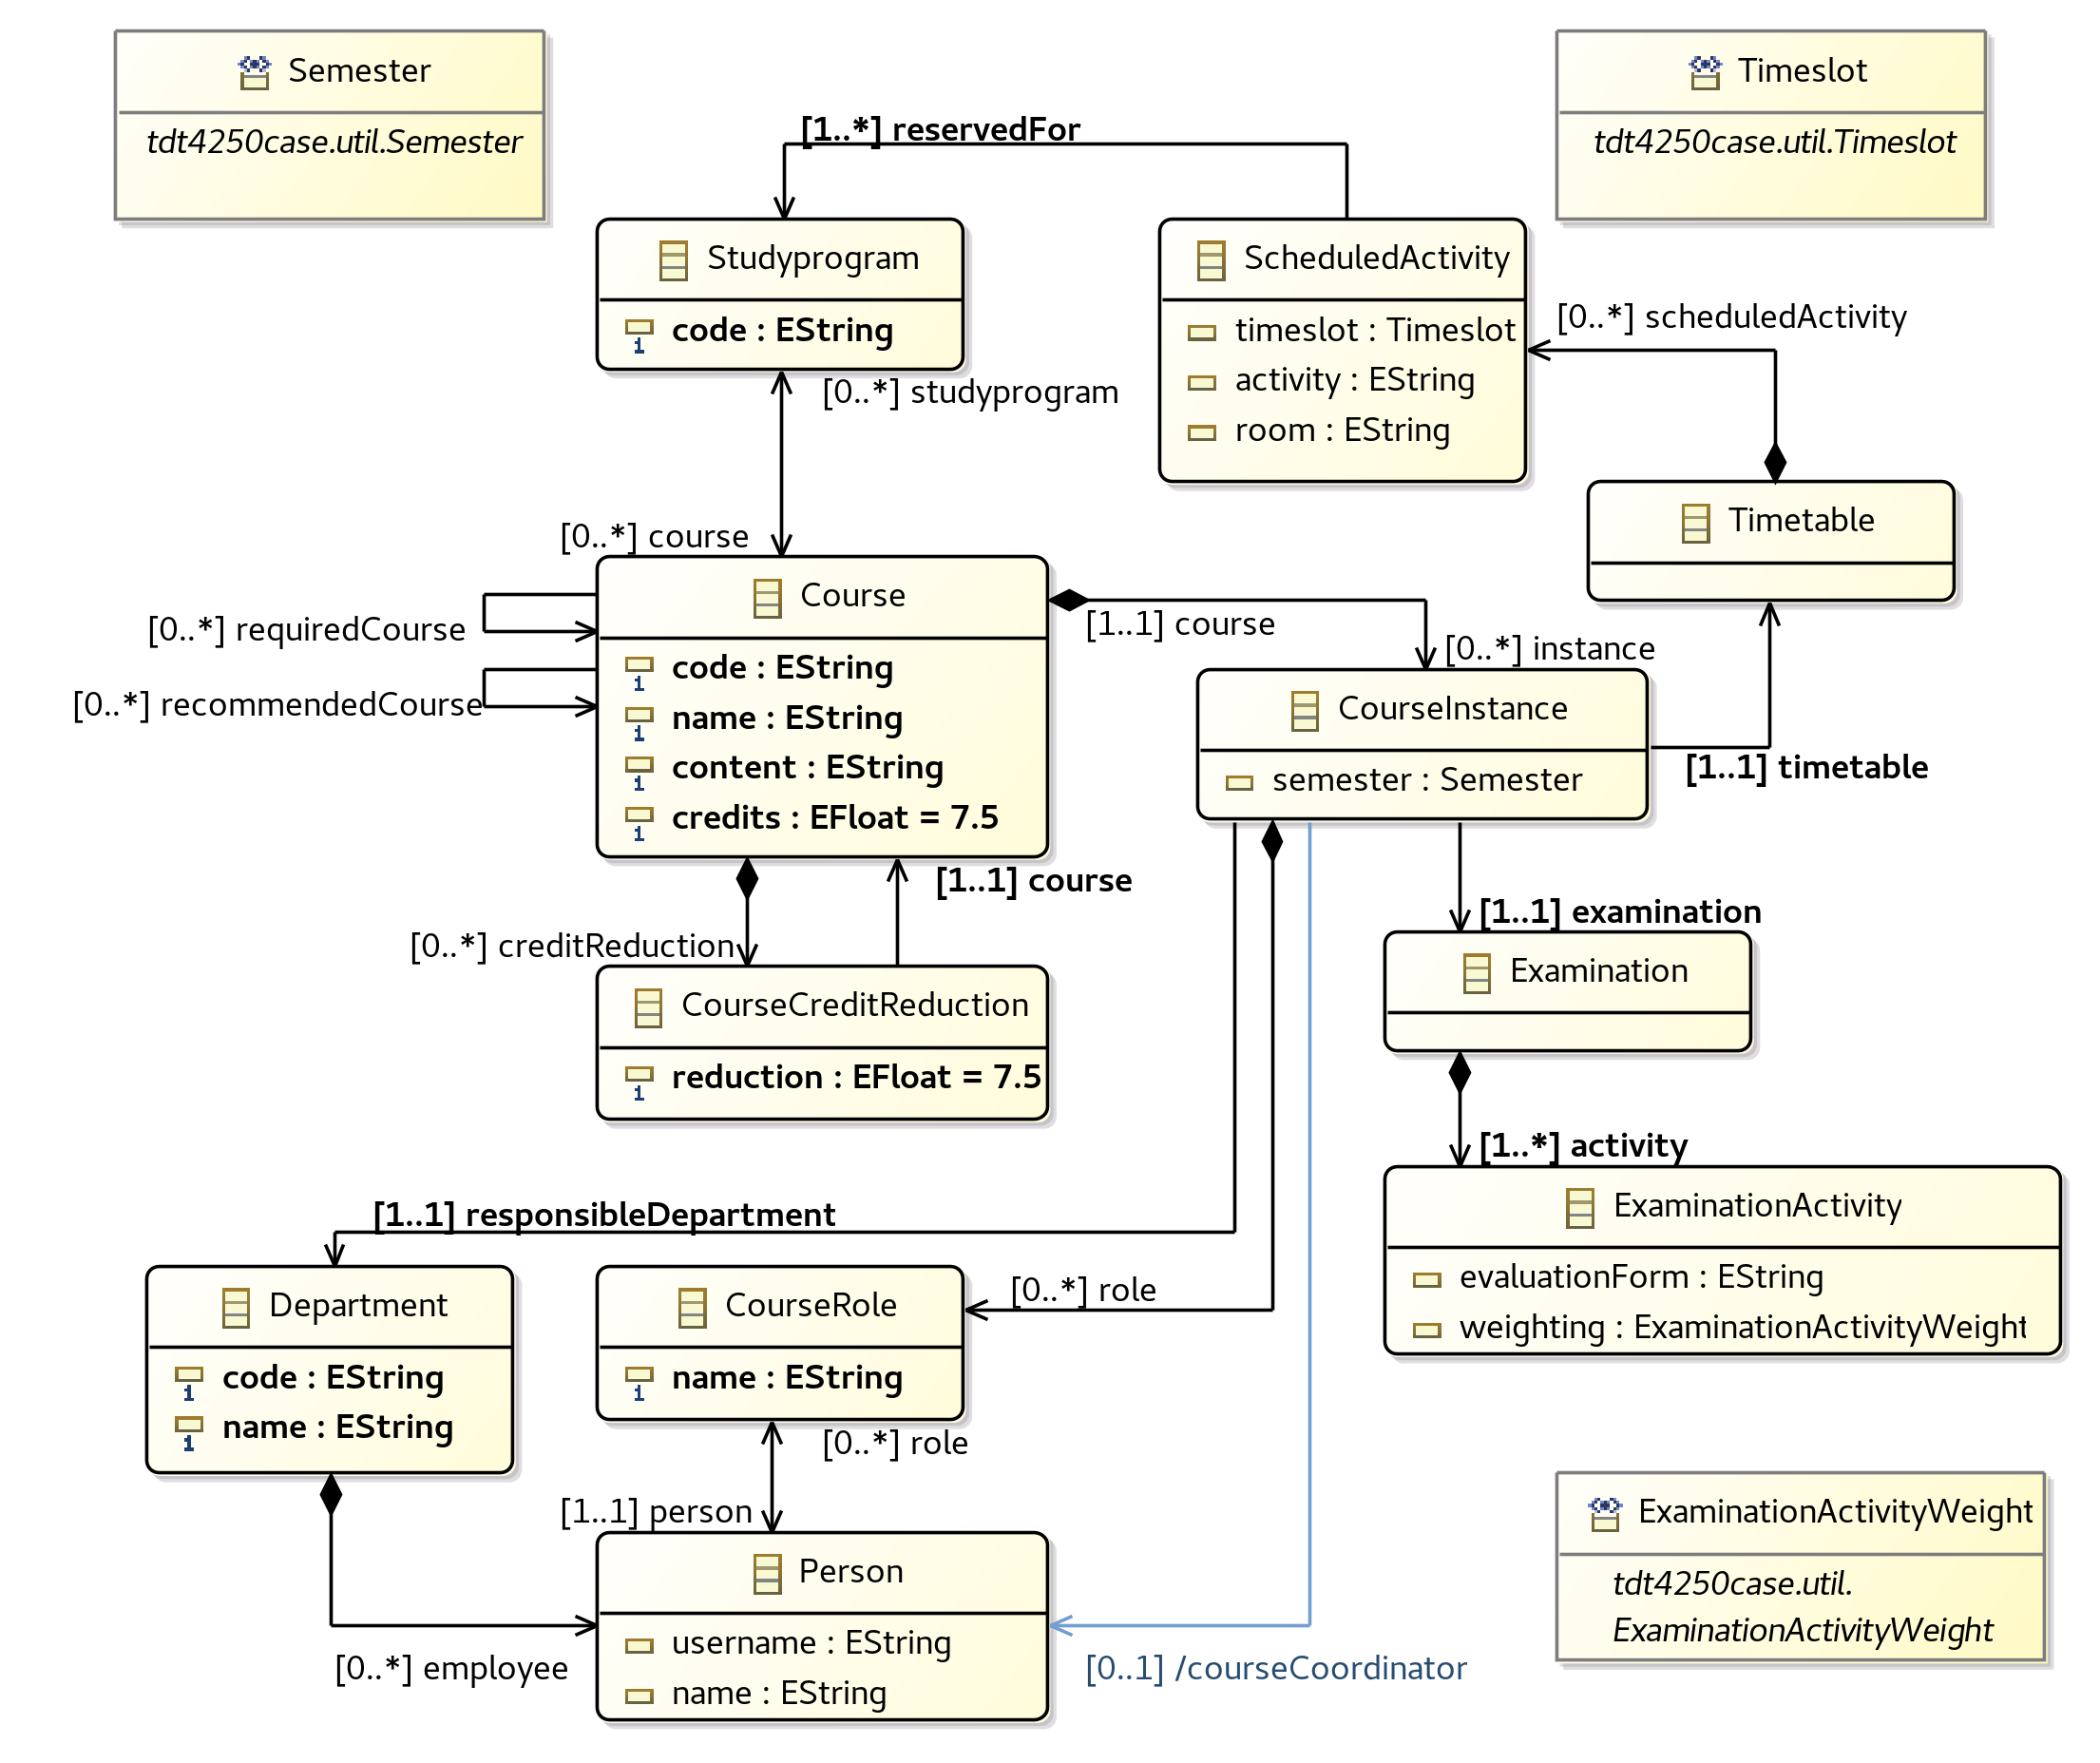 Semester
tdt4250case.util.Semester
Timeslot
tdt4250case.util.Timeslot
[1..*] reservedFor
Studyprogram
code : EString
ScheduledActivity
timeslot : Timeslot
activity : EString
room : EString
[0..*] scheduledActivity
[0..*] studyprogram
Timetable
[0..*] course
Course
code : EString
name : EString
content : EString
credits : EFloat = 7.5
[0..*] requiredCourse
[0..*] recommendedCourse
[1..1] course
[0..*] instance
CourseInstance
semester : Semester
[1..1] timetable
[1..1] course
[0..*] creditReduction
CourseCreditReduction
reduction : EFloat = 7.5
[1..1] examination
Examination
[1..*] activity
ExaminationActivity
evaluationForm : EString
weighting : ExaminationActivityWeight
[1..1] responsibleDepartment
Department
code : EString
name : EString
[0..*] role
CourseRole
name : EString
[0..*] role
[1..1] person
Person
username : EString
name : EString
[0..*] employee
[0..1] /courseCoordinator
ExaminationActivityWeight
tdt4250case.util.
ExaminationActivityWeight